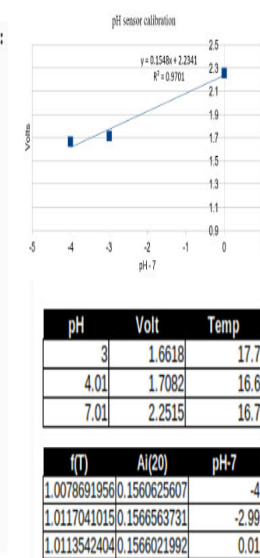 :
pH sensor calibration
2.5
y = 0.1548x + 2.2341
R² = 0.9701
2.3
2.1
1.9
1.7
1.5
1.3
1.1
0.9
Volts
-5 -4 -3 -2 -1 0
pH - 7
pH Volt Temp
3 1.6618 17.7
4.01 1.7082 16.6
7.01 2.2515 16.7
f(T) Ai(20) pH-7
1.0078691956 0.1560625607 -4
1.0117041015 0.1566563731 -2.99
1.0113542404 0.1566021992 0.01